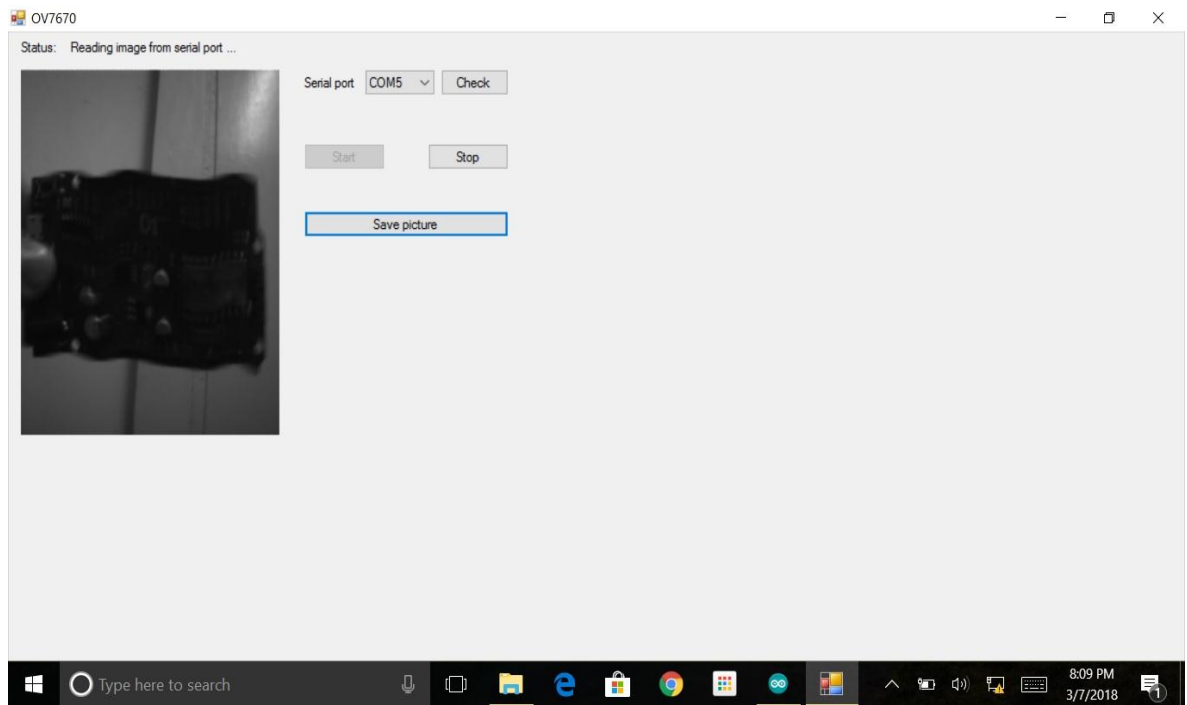 OV7670
Status: Reading image from serial port ...
Serial port COM5 Check
Start Stop
Save picture
Type here to search
8:09 PM
3/7/2018
1